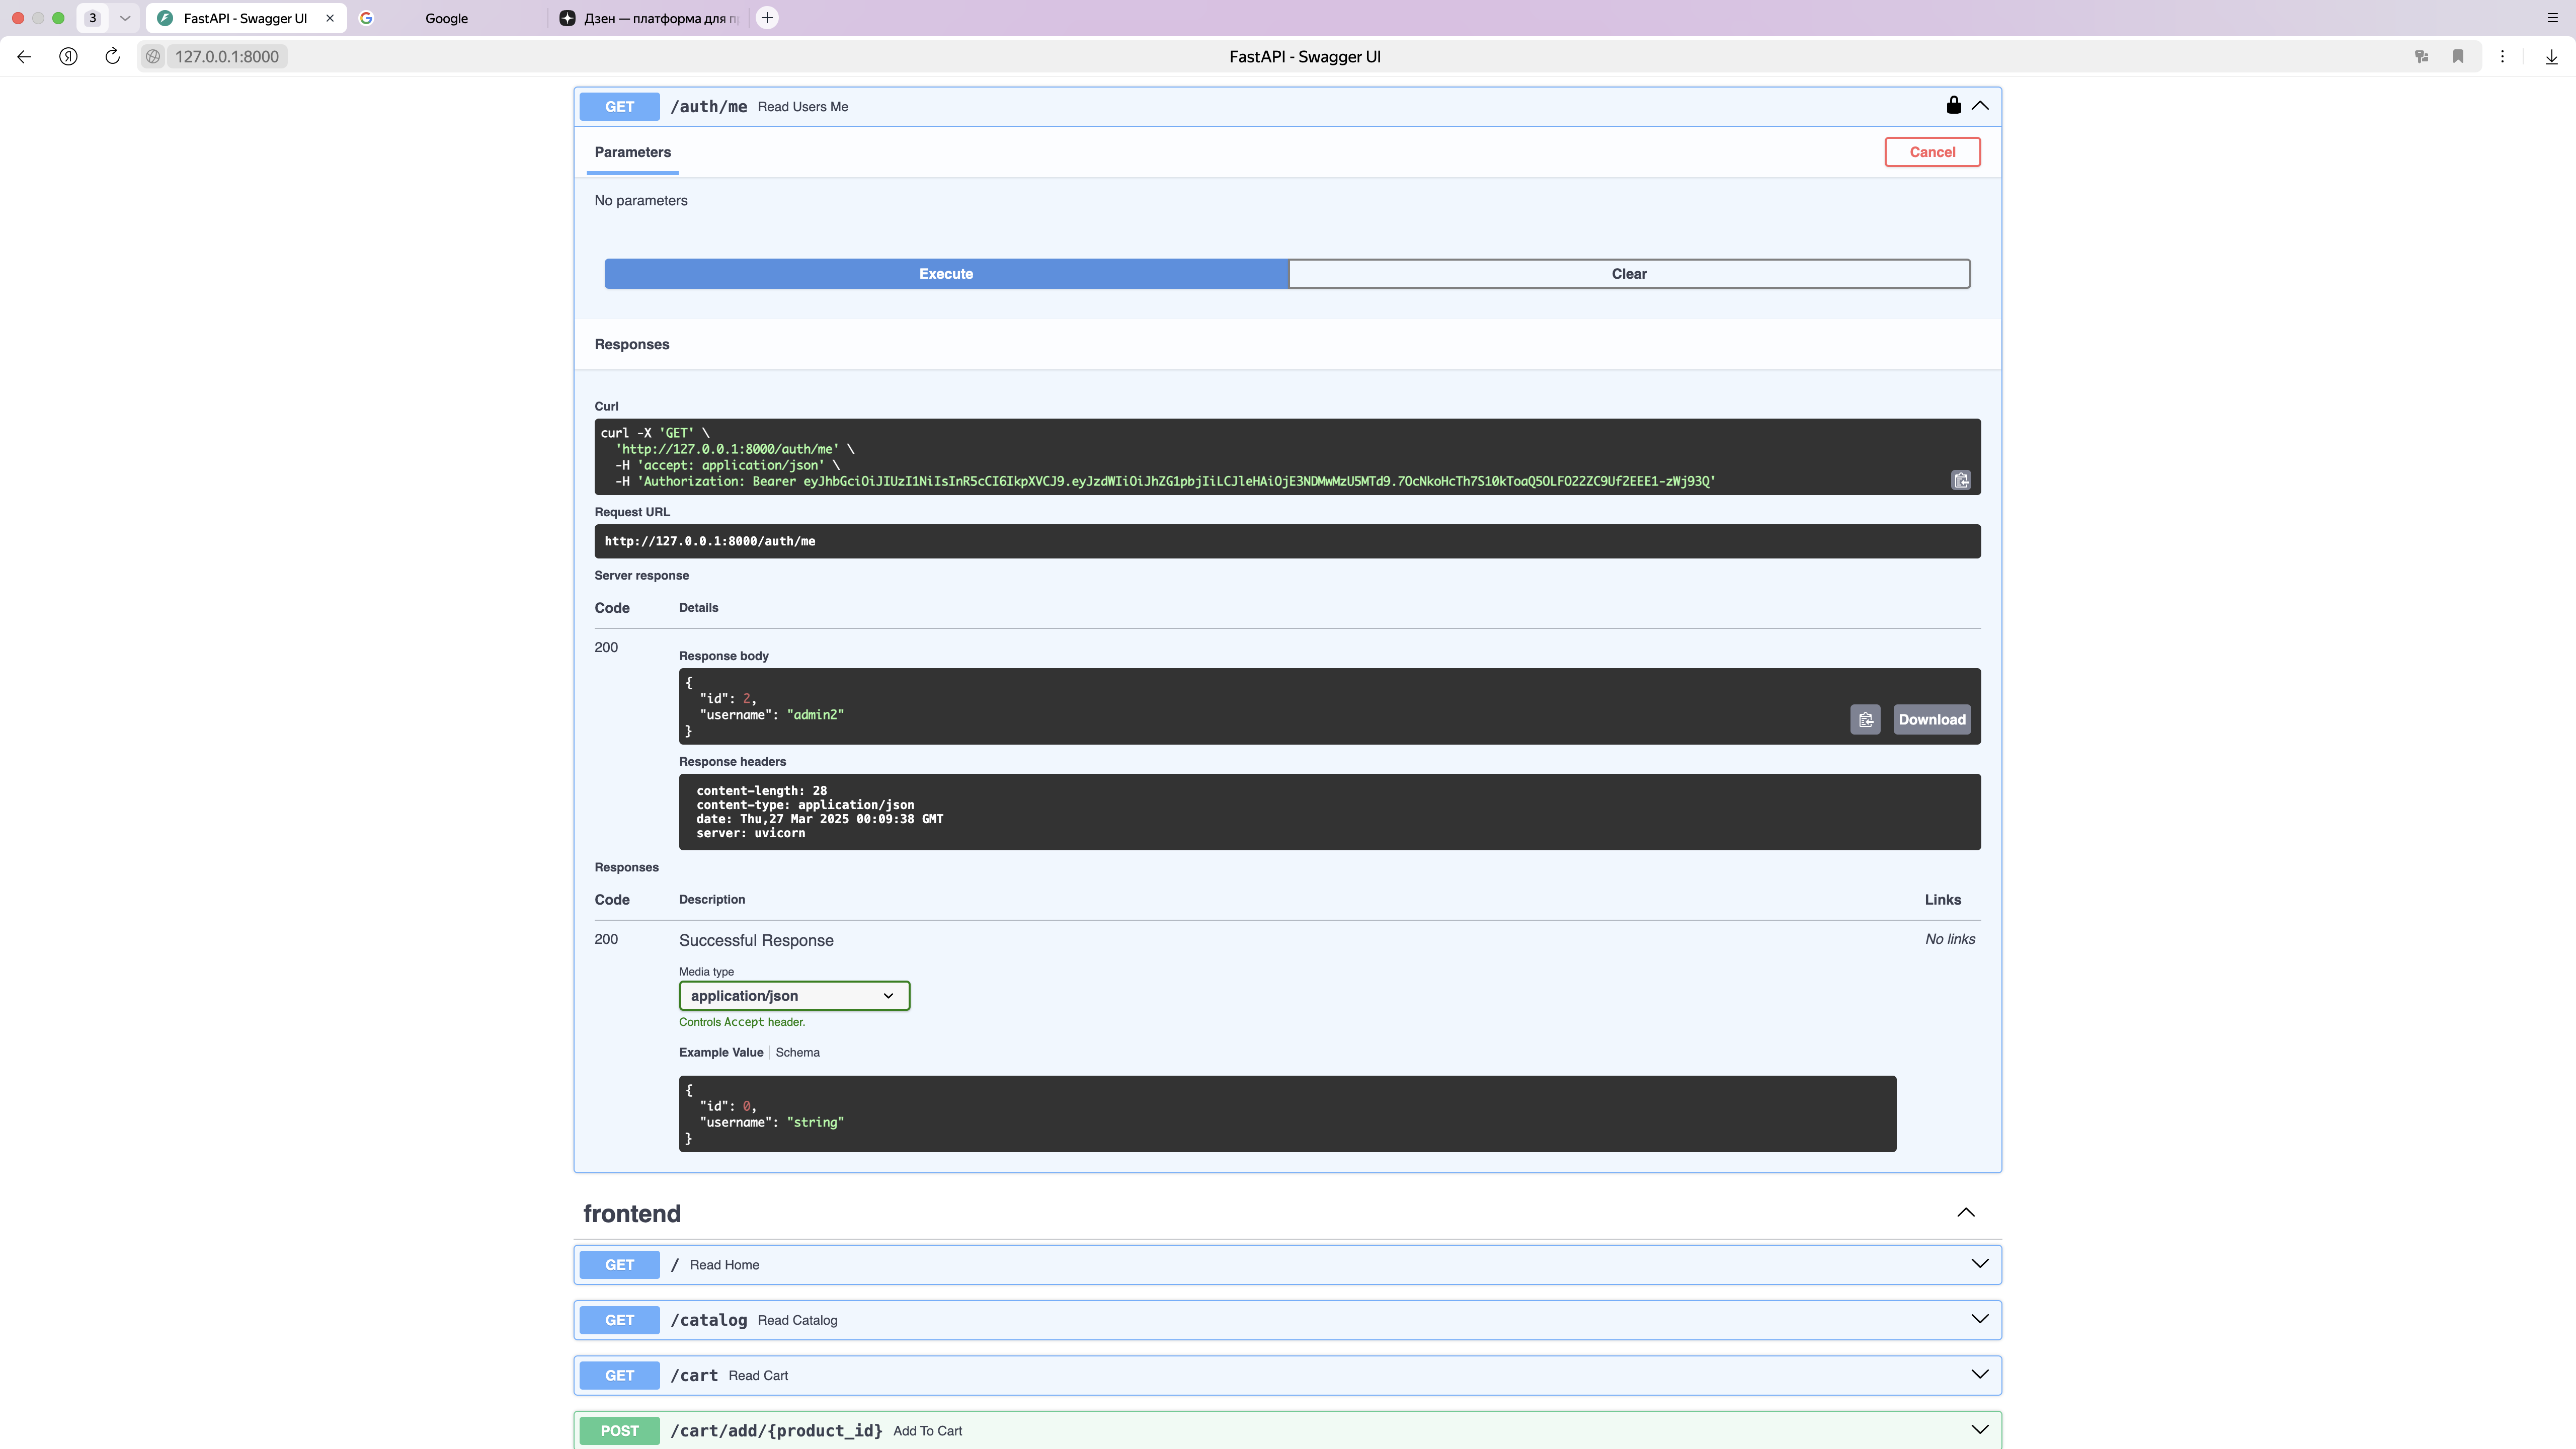 3
FastAPI - Swagger UI
Google
Дзен — платформа для п
127.0.0.1:8000
FastAPI - Swagger UI
GET /auth/me Read Users Me
Parameters
Cancel
No parameters
Execute
Clear
Responses
Curl
curl -X 'GET' \
'http://127.0.0.1:8000/auth/me' \
-H 'accept: application/json' \
-H 'Authorization: Bearer eyJhbGciOiJIUzI1NiIsInR5cCI6IkpXVCJ9.eyJzdWIiOiJhZG1pbjIiLCJleHAiOjE3NDMwMzU5MTd9.7OcNkoHcTh7S10kToaQ5OLFO22ZC9Uf2EEE1-zWj93Q'
Request URL
http://127.0.0.1:8000/auth/me
Server response
Code Details
200
Response body
{
"id": 2,
"username": "admin2"
}
Download
Response headers
content-length: 28
content-type: application/json
date: Thu,27 Mar 2025 00:09:38 GMT
server: uvicorn
Responses
Code Description Links
200 Successful Response No links
Media type
application/json
Controls Accept header.
Example Value Schema
{
"id": 0,
"username": "string"
}
frontend
GET / Read Home
GET /catalog Read Catalog
GET /cart Read Cart
POST /cart/add/{product_id} Add To Cart